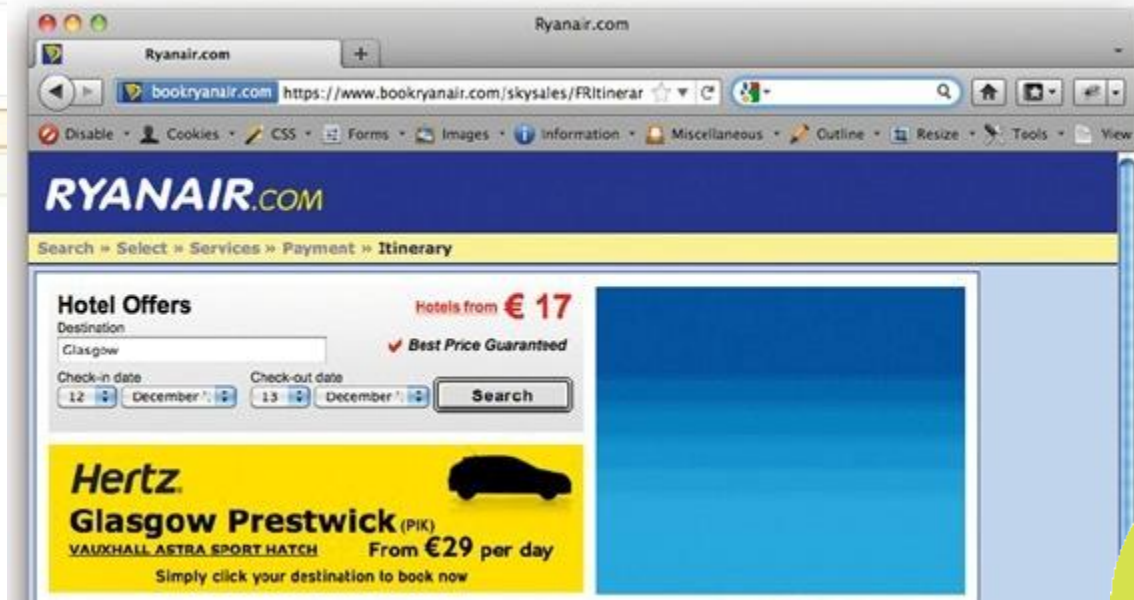 Ryanair.com
Ryanair.com
bookryanair.com https://www.bookryanair.com/skysales/FRItinerar
Disable Cookies CSS Forms Images Information Miscellaneous Outline Resize Tools View
RYANAIR.COM
Search » Select » Services » Payment » Itinerary
Hotel Offers
Hotels from € 17
Destination
Glasgow
Best Price Guaranteed
Check-in date Check-out date
12 December '. 13 December '. Search
Hertz
Glasgow Prestwick (PIK)
VAUXHALL ASTRA SPORT HATCH From €29 per day
Simply click your destination to book now